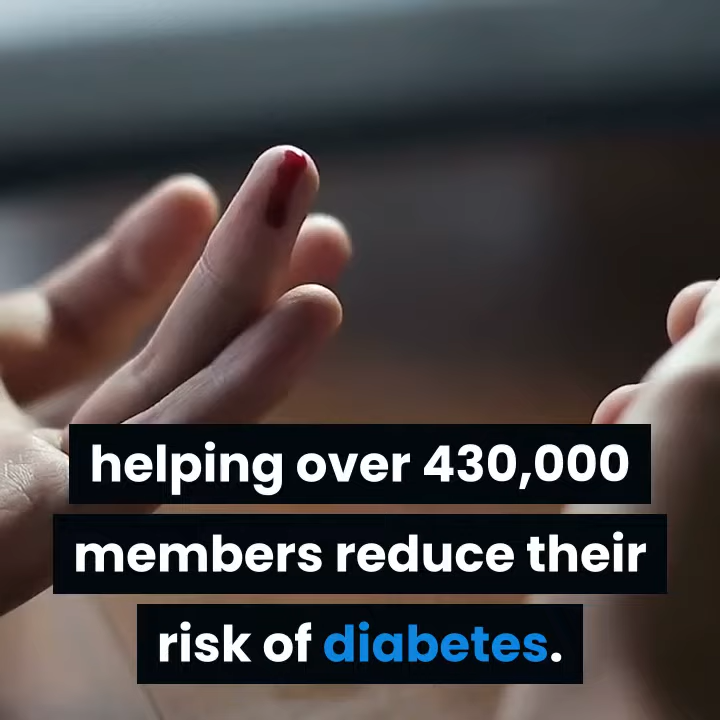 helping over 430,000
members reduce their
risk of diabetes.